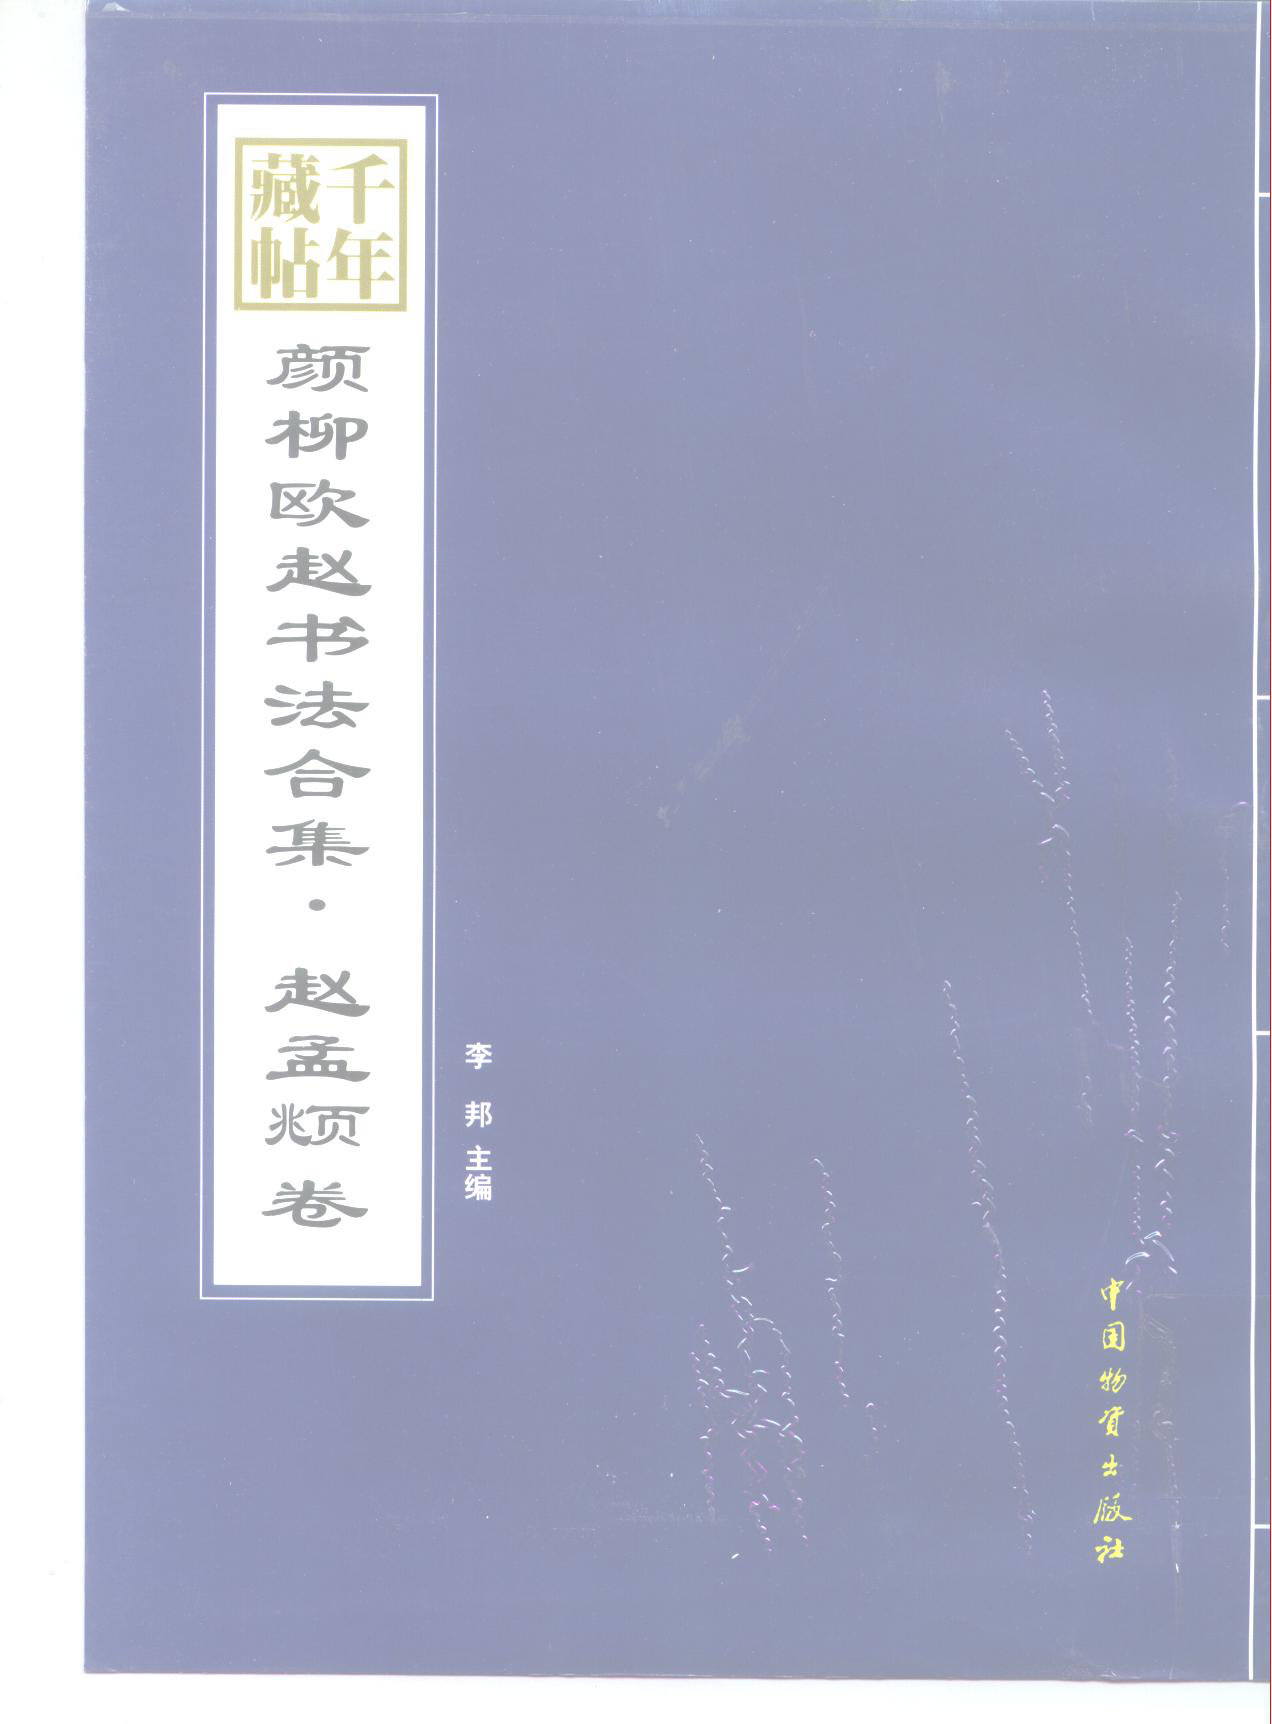 千年
藏帖
颜柳欧赵书法合集·赵孟頫卷
李邦主编
中国物资出版社